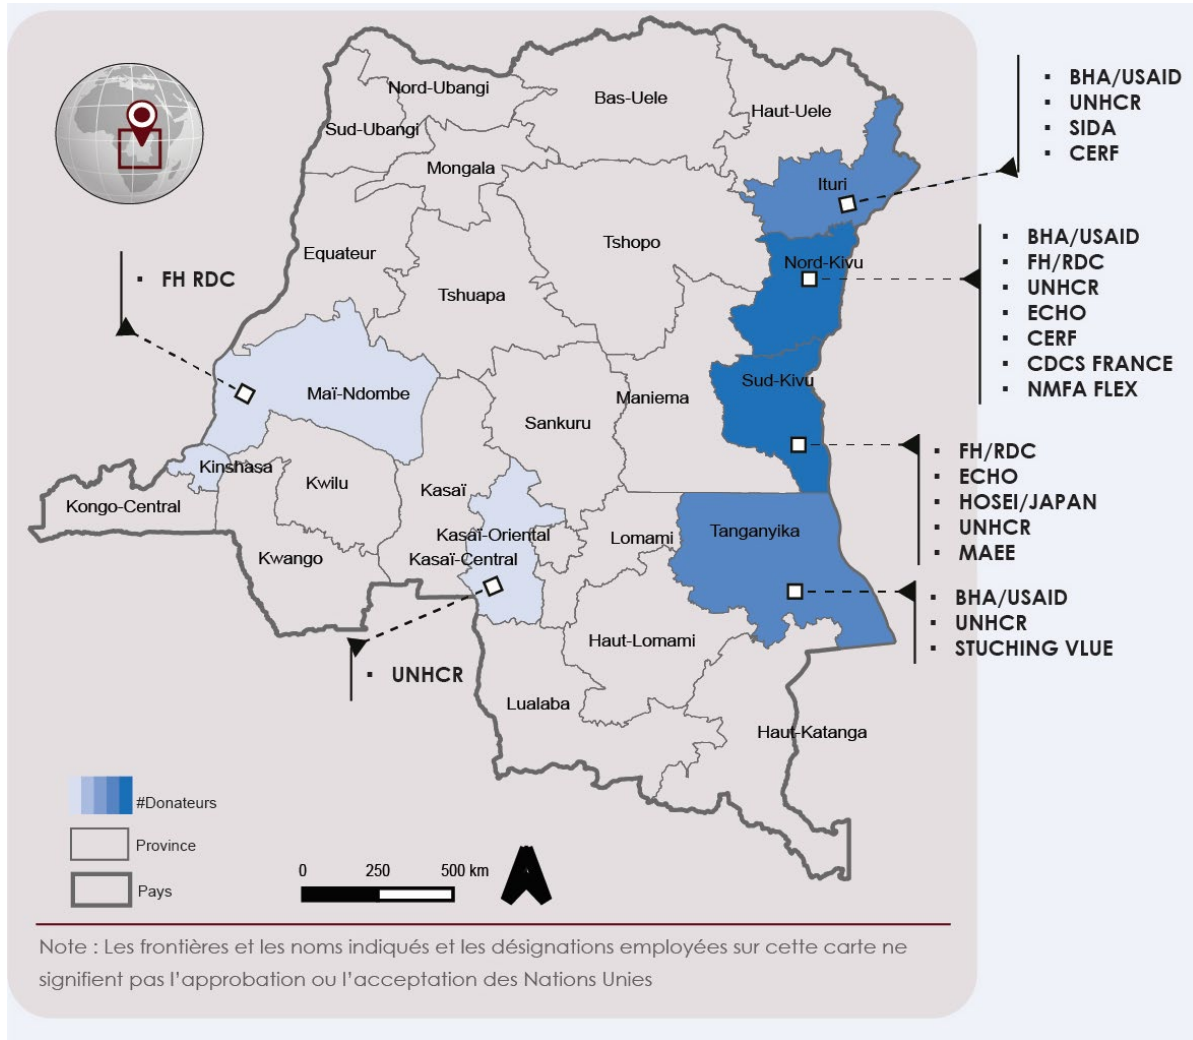 Nord-Ubangi
Bas-Uele
Haut-Uele
Sud-Ubangi
Mongala
Ituri
Equateur
Tshopo
Nord-Kivu
Tshuapa
Maï-Ndombe
Sud-Kivu
Maniema
Sankuru
Kinshasa
Kwilu
Kasaï
Kongo-Central
Kasaï-Oriental
Lomami
Tanganyika
Kwango
Kasaï-Central
Haut-Lomami
Lualaba
Haut-Katanga
▪ BHA/USAID
▪ UNHCR
▪ SIDA
▪ CERF
▪ BHA/USAID
▪ FH/RDC
▪ UNHCR
▪ ECHO
▪ CERF
▪ CDCS FRANCE
▪ NMFA FLEX
▪ FH RDC
▪ FH/RDC
▪ ECHO
▪ HOSEI/JAPAN
▪ UNHCR
▪ MAEE
▪ BHA/USAID
▪ UNHCR
▪ STUCHING VLUE
▪ UNHCR
#Donateurs
Province
Pays
0 250 500 km
Note : Les frontières et les noms indiqués et les désignations employées sur cette carte ne
signifient pas l'approbation ou l'acceptation des Nations Unies